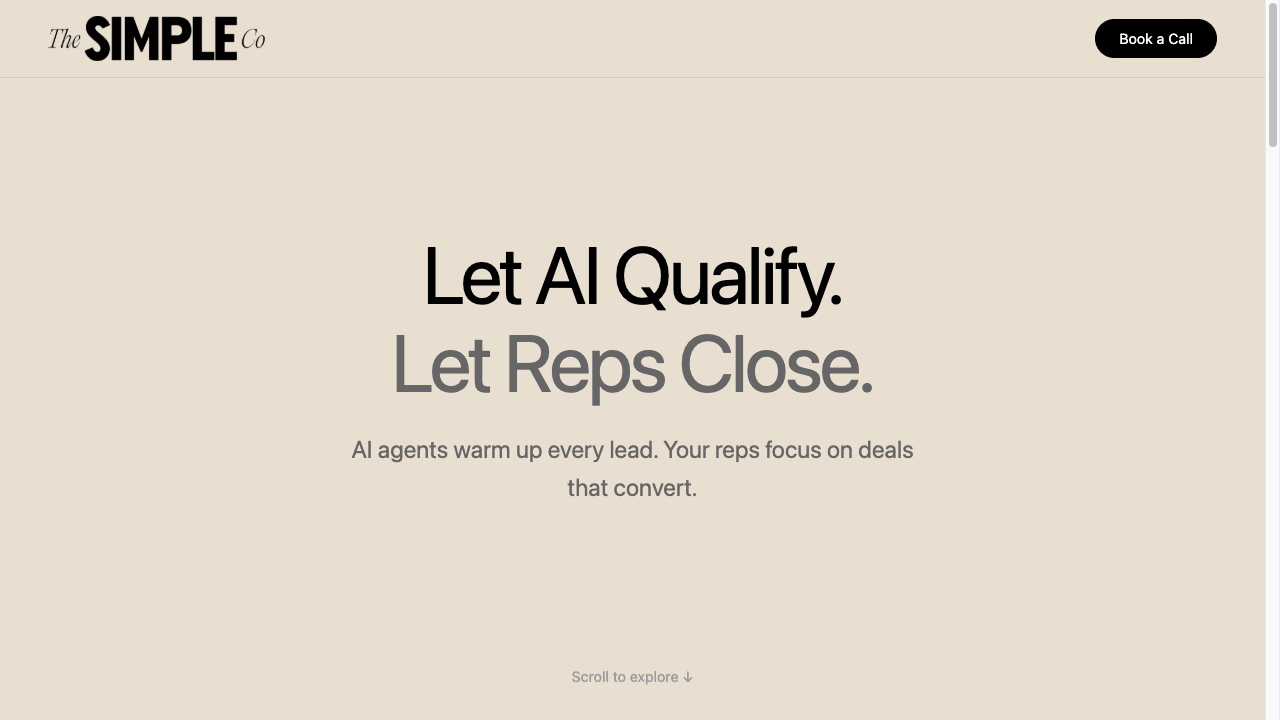 The SIMPLE Co
Book a Call
Let AI Qualify.
Let Reps Close.
AI agents warm up every lead. Your reps focus on deals
that convert.
Scroll to explore ↓